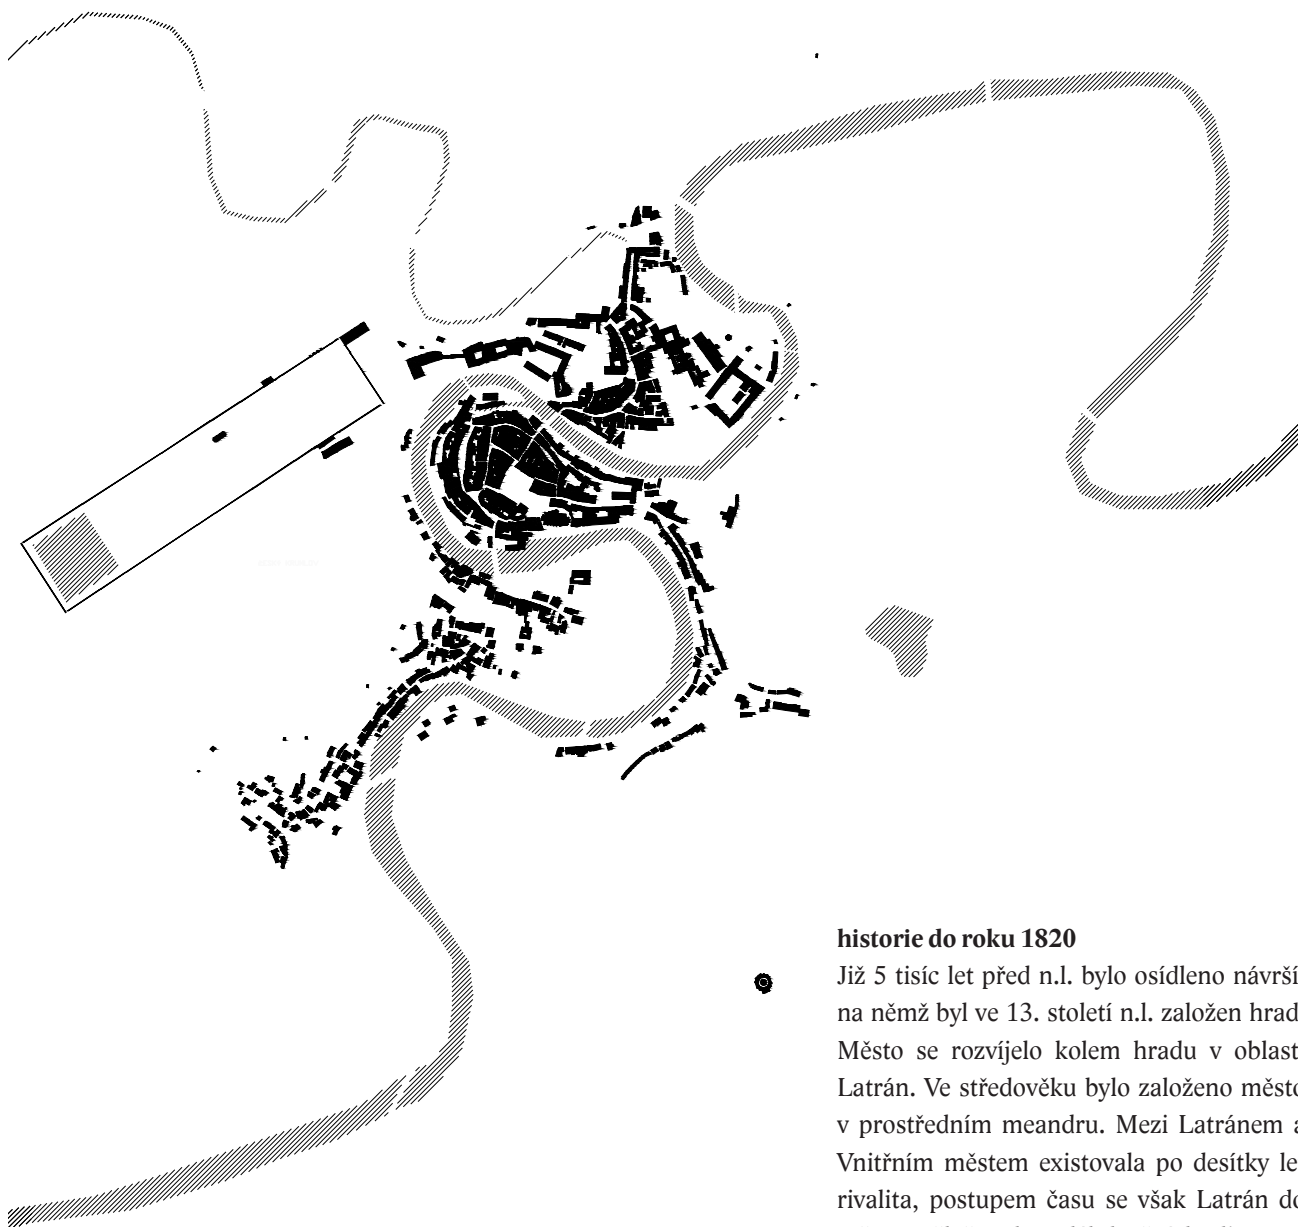 historie do roku 1820
Již 5 tisíc let před n.l. bylo osídleno návrší
na němž byl ve 13. století n.l. založen hrad
Město se rozvíjelo kolem hradu v oblast
Latrán. Ve středověku bylo založeno město
v prostředním meandru. Mezi Latránem a
Vnitřním městem existovala po desítky le
rivalita, postupem času se však Latrán do